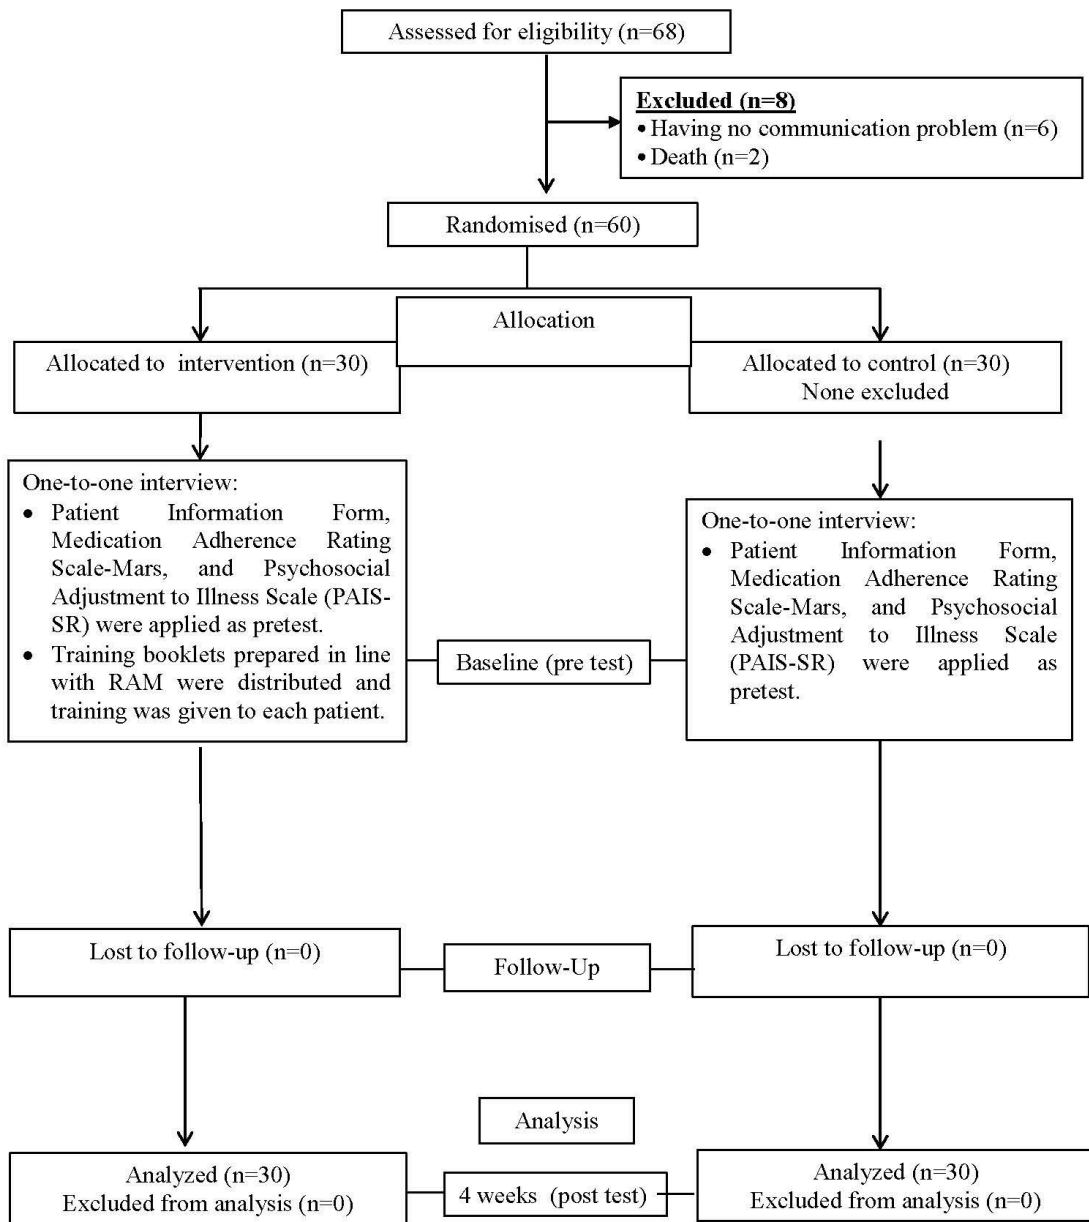 Assessed for eligibility (n=68)
Excluded (n=8)
• Having no communication problem (n=6)
• Death (n=2)
Randomised (n=60)
Allocation
Allocated to intervention (n=30)
Allocated to control (n=30)
None excluded
One-to-one interview:
• Patient Information Form,
Medication Adherence Rating
Scale-Mars, and Psychosocial
Adjustment to Illness Scale (PAIS-
SR) were applied as pretest.
• Training booklets prepared in line
with RAM were distributed and
training was given to each patient.
Baseline (pre test)
One-to-one interview:
• Patient Information Form,
Medication Adherence Rating
Scale-Mars, and Psychosocial
Adjustment to Illness Scale
(PAIS-SR) were applied as
pretest.
Lost to follow-up (n=0)
Follow-Up
Lost to follow-up (n=0)
Analysis
Analyzed (n=30)
Excluded from analysis (n=0)
4 weeks (post test)
Analyzed (n=30)
Excluded from analysis (n=0)